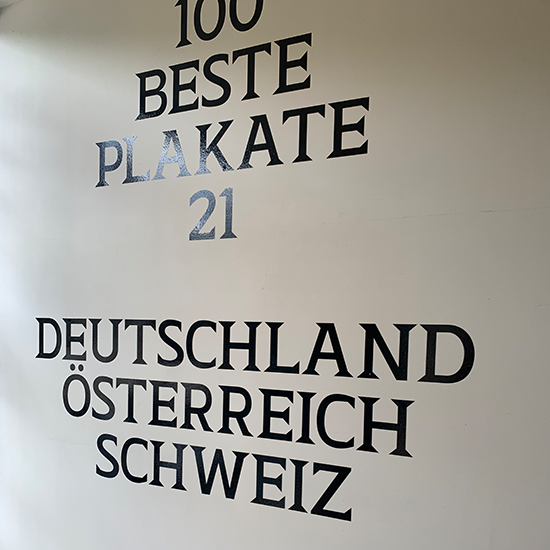 100
BESTE
PLAKATE
21
DEUTSCHLAND
ÖSTERREICH
SCHWEIZ